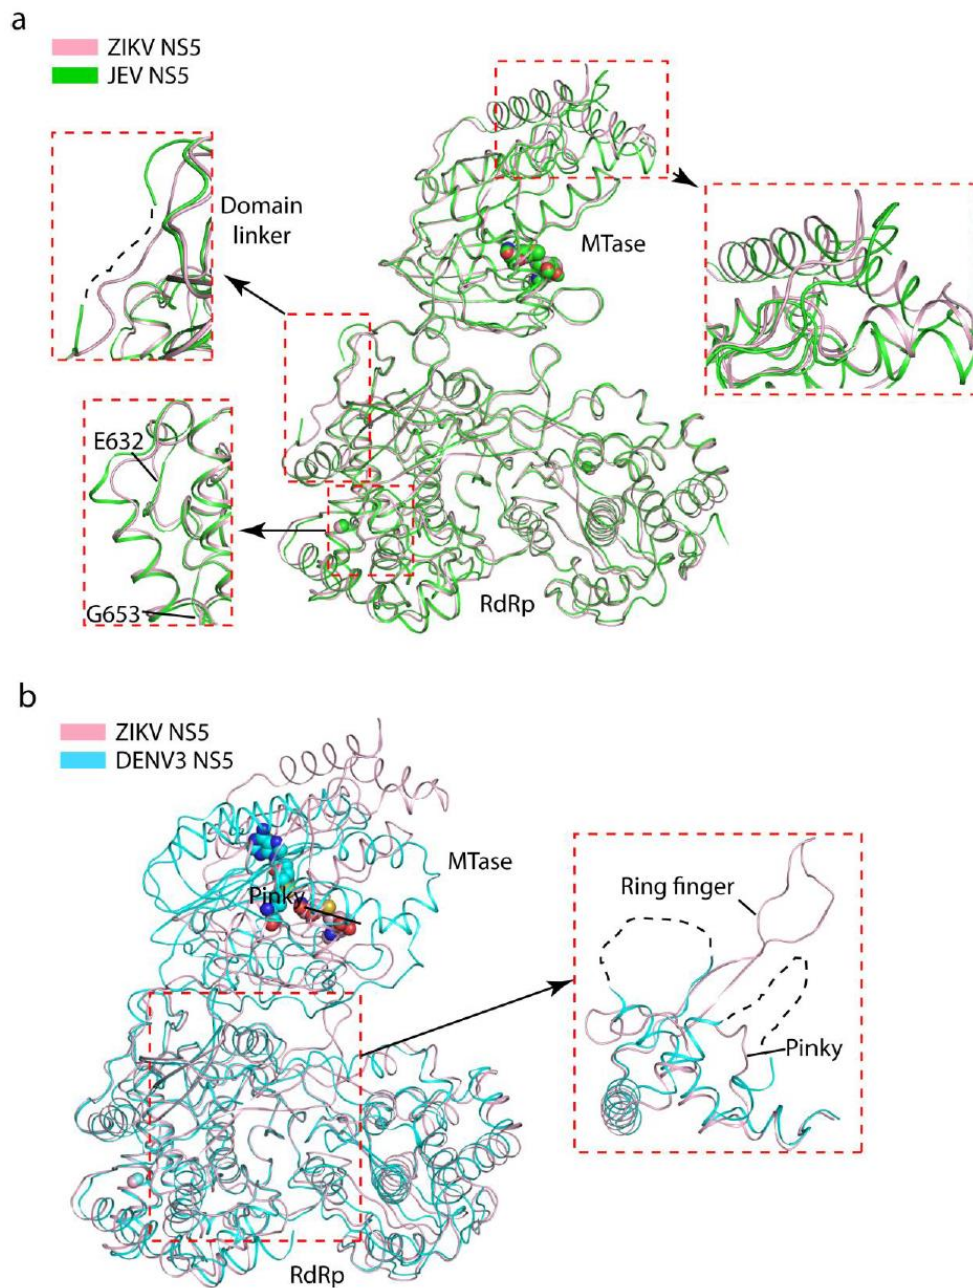 a
ZIKV NS5
JEV NS5
Domain
linker
MTase
E632
G653
RdRp
b
ZIKV NS5
DENV3 NS5
MTase
Pinky
Ring finger
Pinky
RdRp